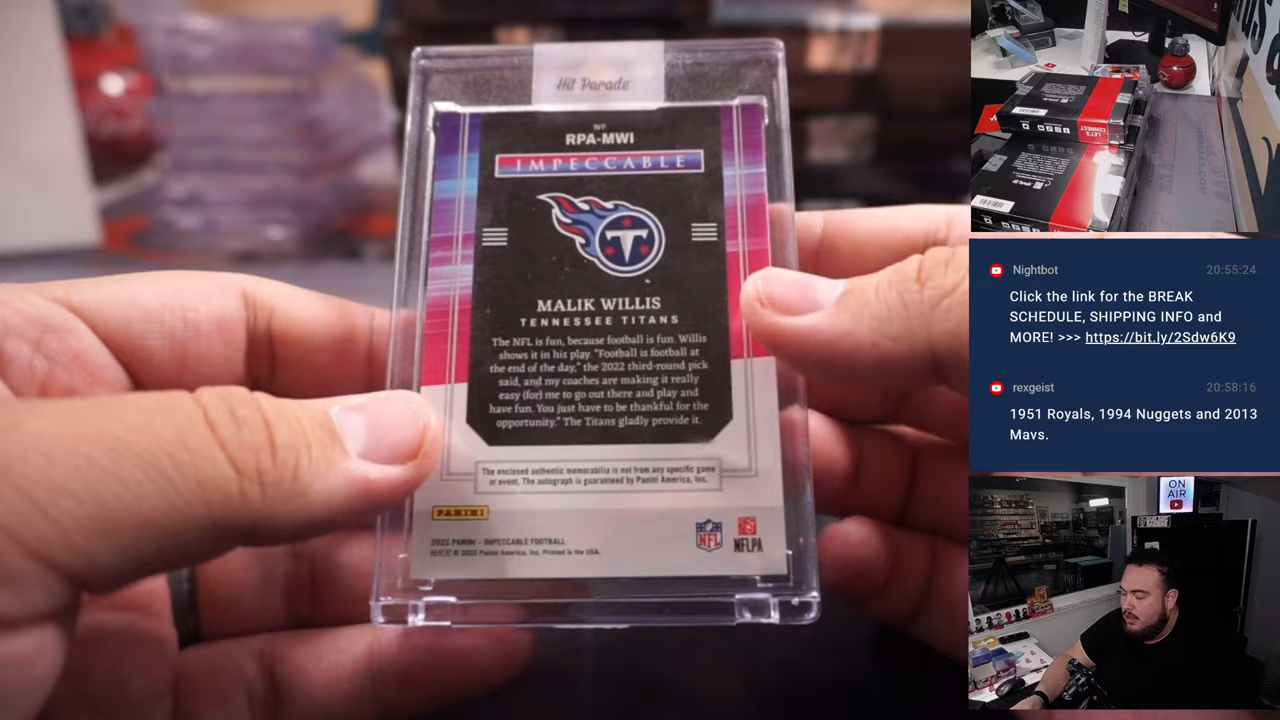 Hit Parade
Nº
RPA-MWI
IMPECCABLE
MALIK WILLIS
TENNESSEE TITANS
The NFL is fun, because football is fun. Willis
shows it in his play. "Football is football at
the end of the day," the 2022 third-round pick
said, and my coaches are making it really
easy (for) me to go out there and play and
have fun. You just have to be thankful for the
opportunity." The Titans gladly provide it.
The enclosed authentic memorabilia is not from any specific game
or event. The autograph is guaranteed by Panini America, Inc.
PANINI
2022 PANINI - IMPECCABLE FOOTBALL
© 2022 Panini America, Inc. Printed in the USA.
NFL
NFLPA
LET'S
CONNECT
Nightbot 20:55:24
Click the link for the BREAK
SCHEDULE, SHIPPING INFO and
MORE! >>> https://bit.ly/2Sdw6K9
rexgeist 20:58:16
1951 Royals, 1994 Nuggets and 2013
Mavs.
ON
AIR